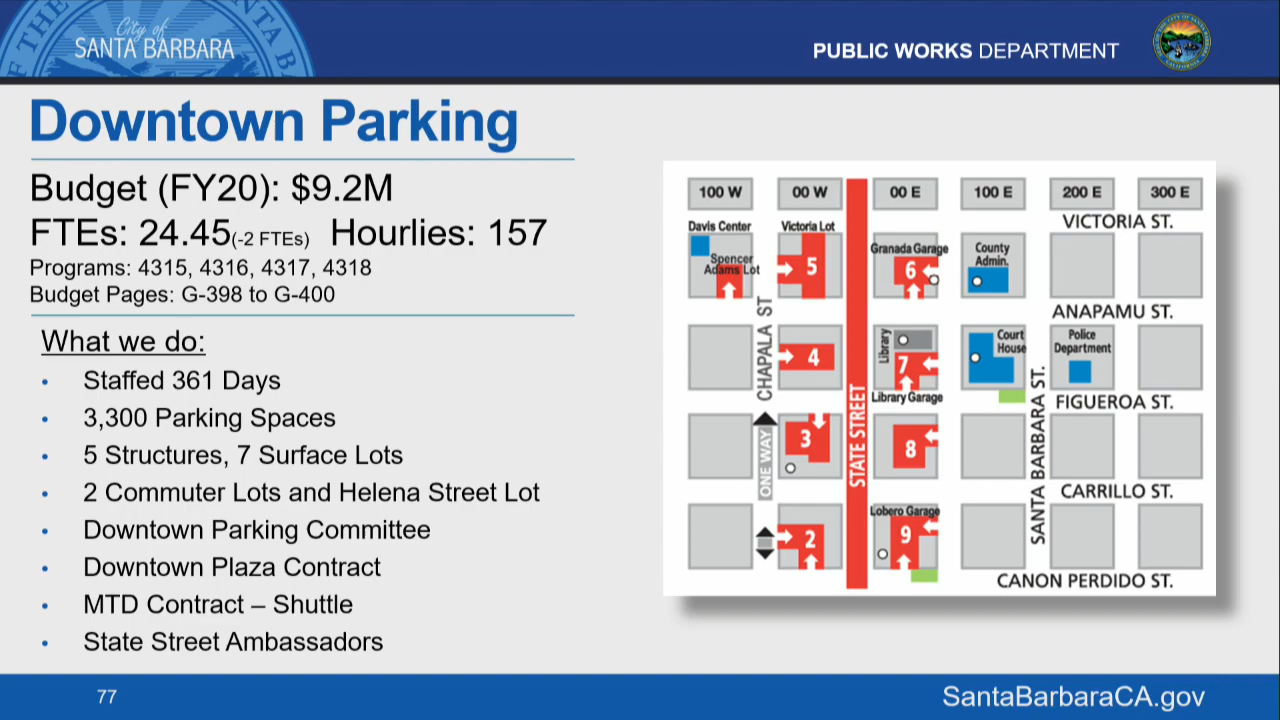 City of
SANTA BARBARA
PUBLIC WORKS DEPARTMENT
Downtown Parking
Budget (FY20): $9.2M
FTEs: 24.45(-2 FTEs) Hourlies: 157
Programs: 4315, 4316, 4317, 4318
Budget Pages: G-398 to G-400
What we do:
• Staffed 361 Days
• 3,300 Parking Spaces
• 5 Structures, 7 Surface Lots
• 2 Commuter Lots and Helena Street Lot
• Downtown Parking Committee
• Downtown Plaza Contract
• MTD Contract – Shuttle
• State Street Ambassadors
100 W 00 W 00 E 100 E 200 E 300 E
VICTORIA ST.
Davis Center
Spencer
Adams Lot
Victoria Lot
5
Granada Garage
6
County
Admin.
ANAPAMU ST.
CHAPALA ST
4
STATE STREET
Library
7
Library Garage
Court
House
Police
Department
FIGUEROA ST.
ONE WAY
3
8
SANTA BARBARA ST.
CARRILLO ST.
2
Lobero Garage
9
CANON PERDIDO ST.
77
SantaBarbaraCA.gov